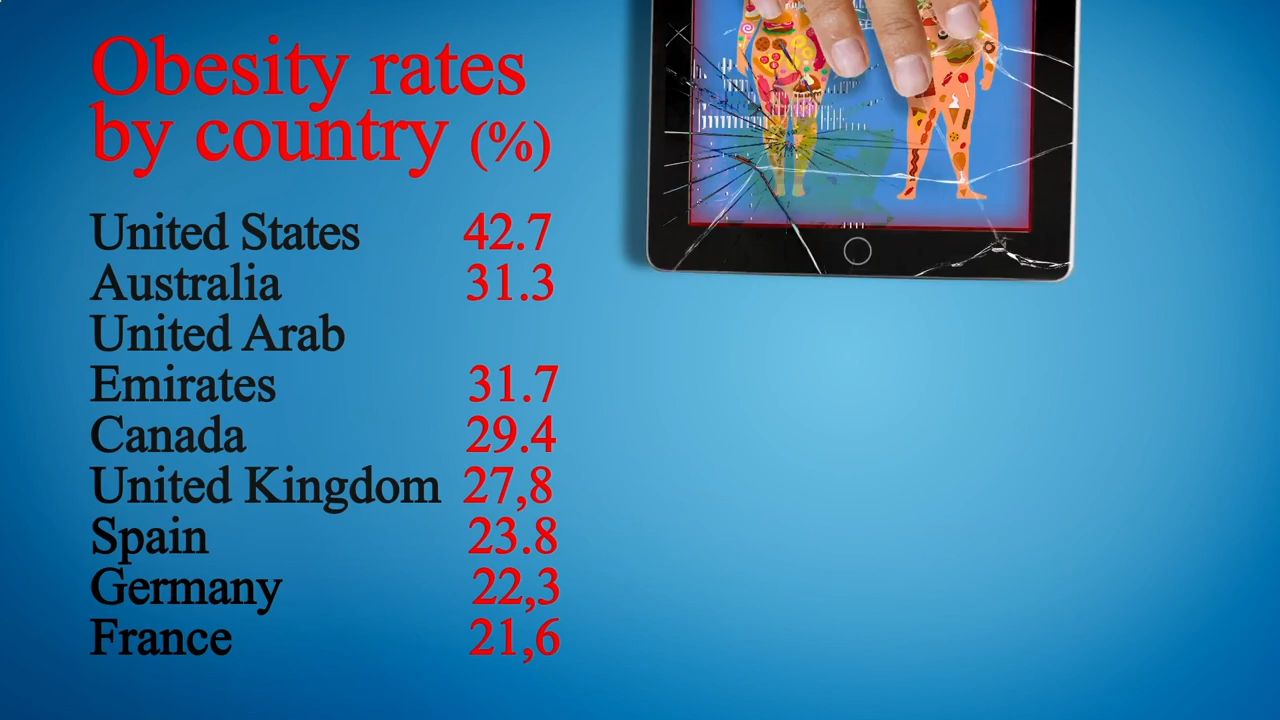 Obesity rates
by country (%)
United States 42.7
Australia 31.3
United Arab
Emirates 31.7
Canada 29.4
United Kingdom 27,8
Spain 23.8
Germany 22,3
France 21,6